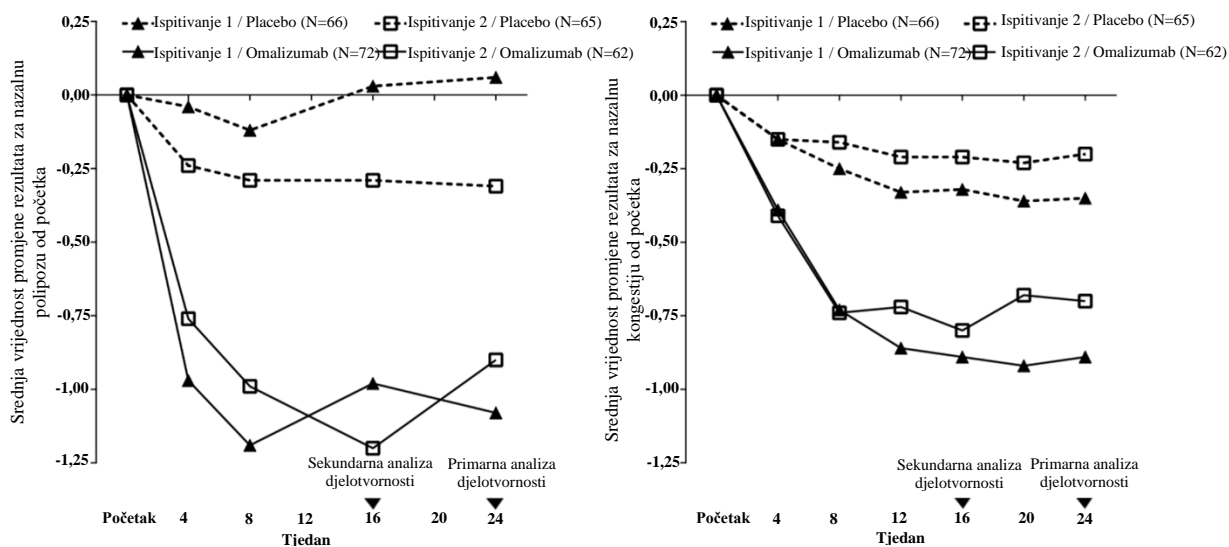 Ispitivanje 1 / Placebo (N=66)
Ispitivanje 2 / Placebo (N=65)
Ispitivanje 1 / Omalizumab (N=72)
Ispitivanje 2 / Omalizumab (N=62)
Srednja vrijednost promjene rezultata za nazalnu
polipozu od početka
0,25
0,00
-0,25
-0,50
-0,75
-1,00
-1,25
Sekundarna analiza
djelotvornosti
Primarna analiza
djelotvornosti
Početak 4 8 12 16 20 24
Tjedan
Ispitivanje 1 / Placebo (N=66)
Ispitivanje 2 / Placebo (N=65)
Ispitivanje 1 / Omalizumab (N=72)
Ispitivanje 2 / Omalizumab (N=62)
Srednja vrijednost promjene rezultata za nazalnu
kongestiju od početka
0,25
0,00
-0,25
-0,50
-0,75
-1,00
-1,25
Sekundarna analiza
djelotvornosti
Primarna analiza
djelotvornosti
Početak 4 8 12 16 20 24
Tjedan